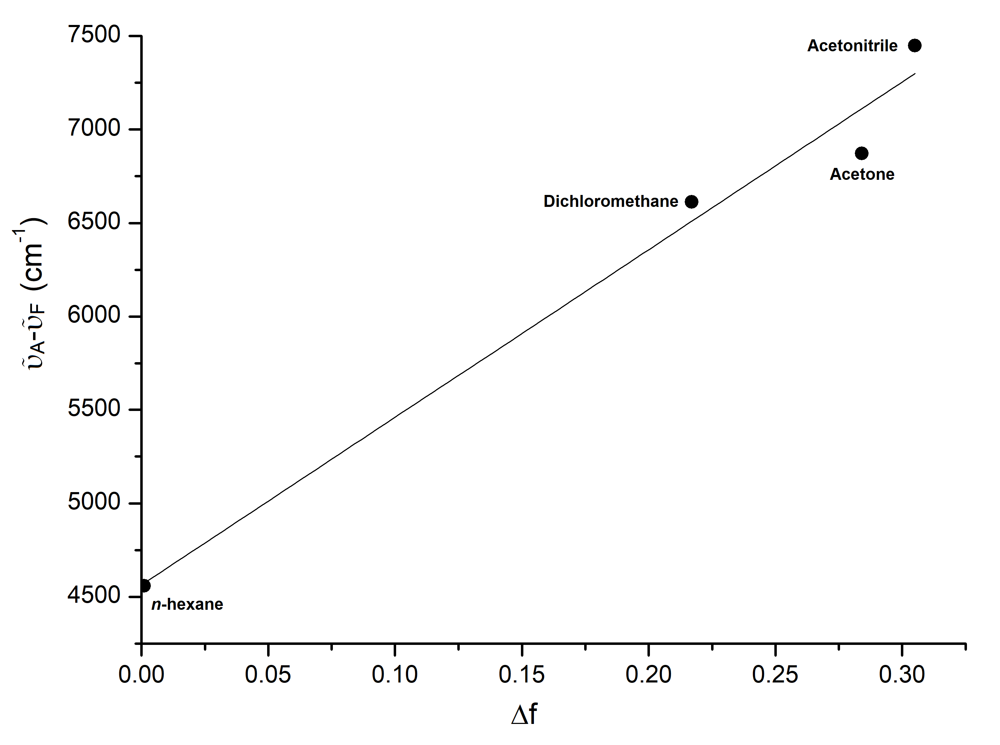 7500
7000
6500
6000
5500
5000
4500
υ̃A-υ̃F (cm-1)
Acetonitrile
Acetone
Dichloromethane
n-hexane
0.00 0.05 0.10 0.15 0.20 0.25 0.30
Δf